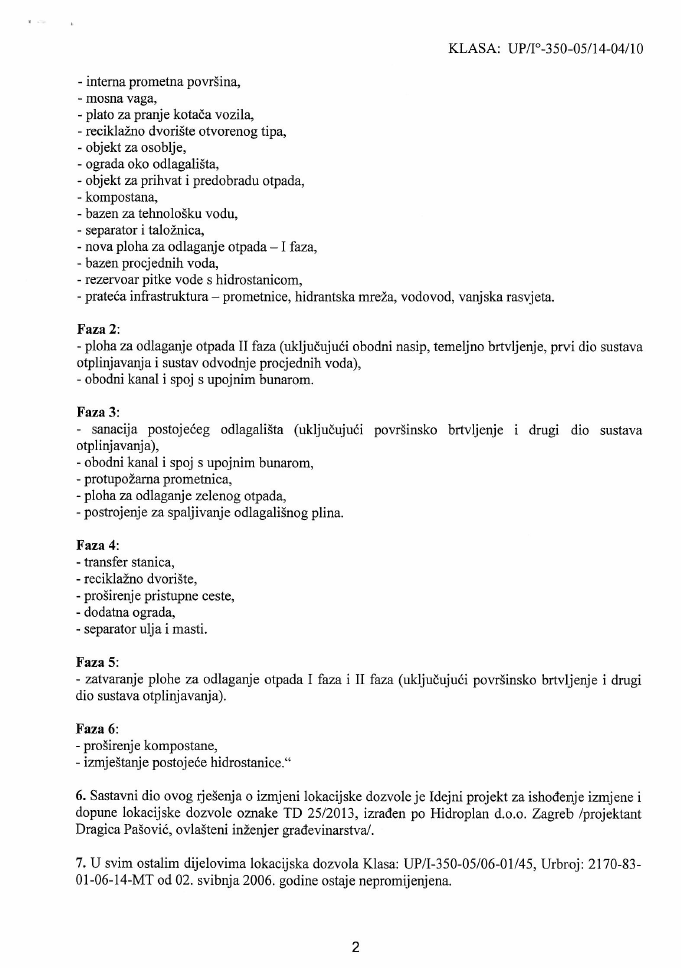 KLASA: UP/I°-350-05/14-04/10
- interna prometna površina,
- mosna vaga,
- plato za pranje kotača vozila,
- reciklažno dvorište otvorenog tipa,
- objekt za osoblje,
- ograda oko odlagališta,
- objekt za prihvat i predobradu otpada,
- kompostana,
- bazen za tehnološku vodu,
- separator i taložnica,
- nova ploha za odlaganje otpada – I faza,
- bazen procjednih voda,
- rezervoar pitke vode s hidrostanicom,
- prateća infrastruktura – prometnice, hidrantska mreža, vodovod, vanjska rasvjeta.
Faza 2:
- ploha za odlaganje otpada II faza (uključujući obodni nasip, temeljno brtvljenje, prvi dio sustava
otplinjavanja i sustav odvodnje procjednih voda),
- obodni kanal i spoj s upojnim bunarom.
Faza 3:
- sanacija postojećeg odlagališta (uključujući površinsko brtvljenje i drugi dio sustava
otplinjavanja),
- obodni kanal i spoj s upojnim bunarom,
- protupožarna prometnica,
- ploha za odlaganje zelenog otpada,
- postrojenje za spaljivanje odlagališnog plina.
Faza 4:
- transfer stanica,
- reciklažno dvorište,
- proširenje pristupne ceste,
- dodatna ograda,
- separator ulja i masti.
Faza 5:
- zatvaranje plohe za odlaganje otpada I faza i II faza (uključujući površinsko brtvljenje i drugi
dio sustava otplinjavanja).
Faza 6:
- proširenje kompostane,
- izmještanje postojeće hidrostanice.“
6. Sastavni dio ovog rješenja o izmjeni lokacijske dozvole je Idejni projekt za ishođenje izmjene i
dopune lokacijske dozvole oznake TD 25/2013, izrađen po Hidroplan d.o.o. Zagreb /projektant
Dragica Pašović, ovlašteni inženjer građevinarstva/.
7. U svim ostalim dijelovima lokacijska dozvola Klasa: UP/I-350-05/06-01/45, Urbroj: 2170-83-
01-06-14-MT od 02. svibnja 2006. godine ostaje nepromijenjena.
2